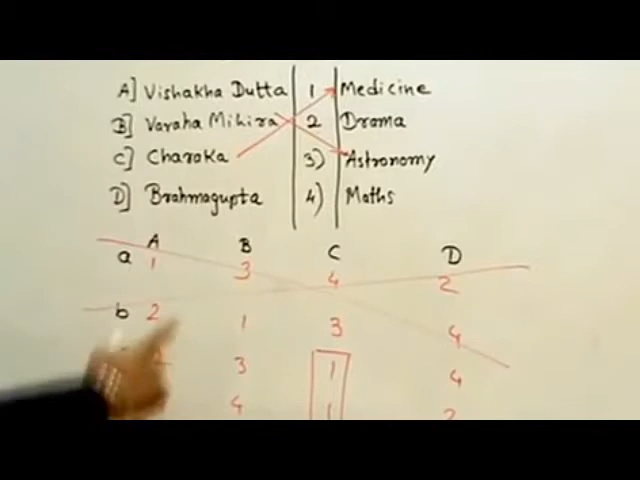 A] Vishakha Dutta 1 Medicine
B] Varaha Mihira 2 Drama
C] Charoka 3) Astronomy
D] Brahmagupta 4) Maths
A B C D
a 1 3 4 2
b 2 1 3 4
3 1 4
4 1 2